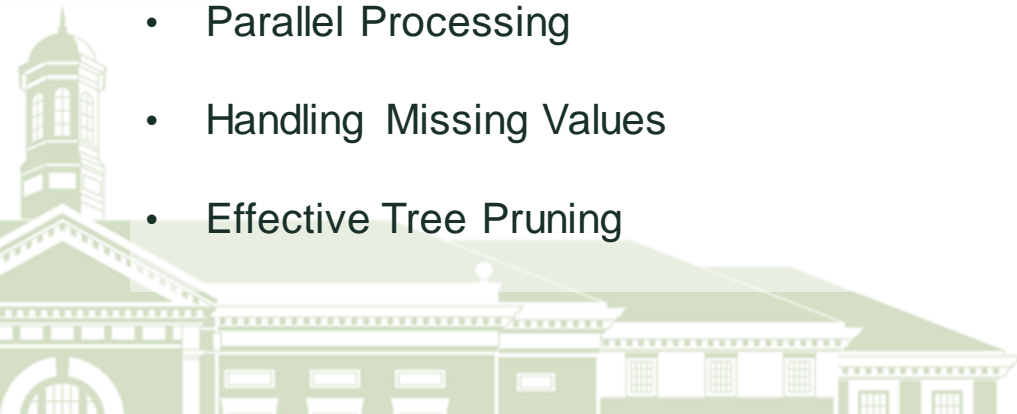 • Parallel Processing
• Handling Missing Values
• Effective Tree Pruning